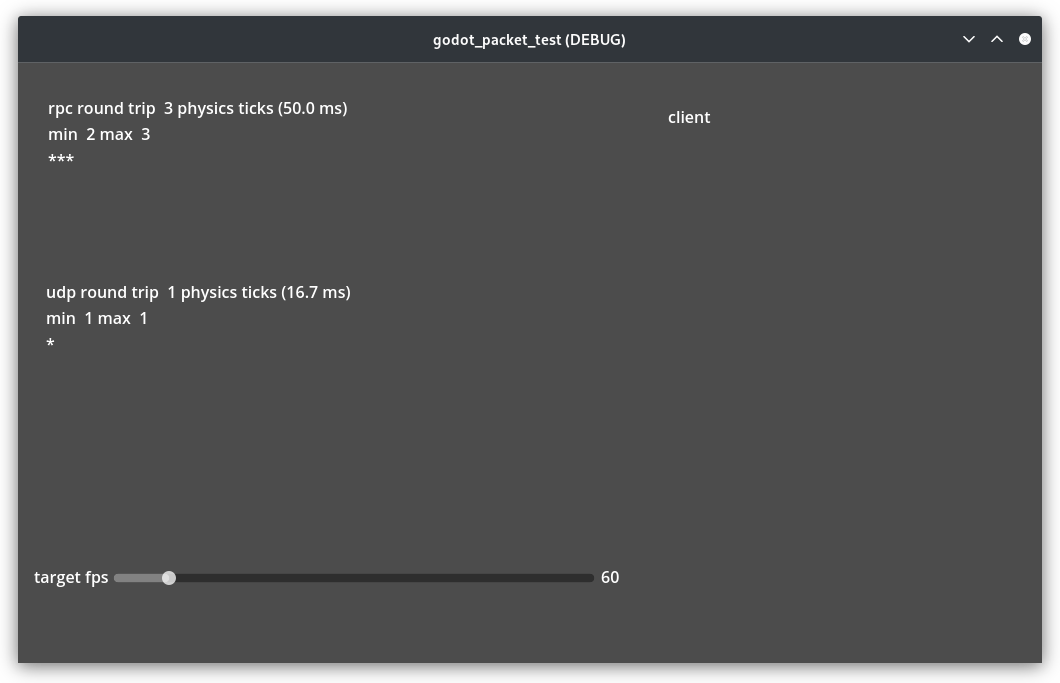 godot_packet_test (DEBUG)
rpc round trip  3 physics ticks (50.0 ms)
min  2 max  3
***
client
udp round trip  1 physics ticks (16.7 ms)
min  1 max  1
*
target fps 60